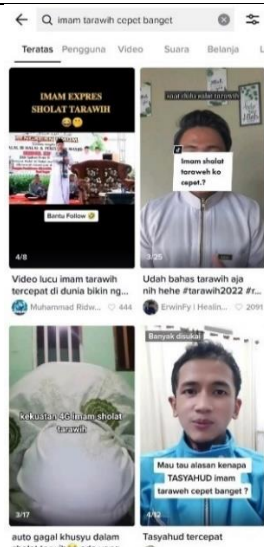 imam tarawih cepet banget
Teratas Pengguna Video Suara Belanja
IMAM EXPRES
SHOLAT TARAWIH
Bantu Follow
4/8
Video lucu imam tarawih
tercepat di dunia bikin ng...
Muhammad Ridw... 444
Imam sholat
taroweh ko
cepet.?
3/25
Udah bahas tarawih aja
nih hehe #tarawih2022 #r...
ErwinFy | Healin... 2091
kekuatan 4G imam sholat
tarawih
3/17
auto gagal khusyu dalam
Banyak disukai
Mau tau alasan kenapa
TASYAHUD imam
taraweh cepet banget ?
4/12
Tasyahud tercepat